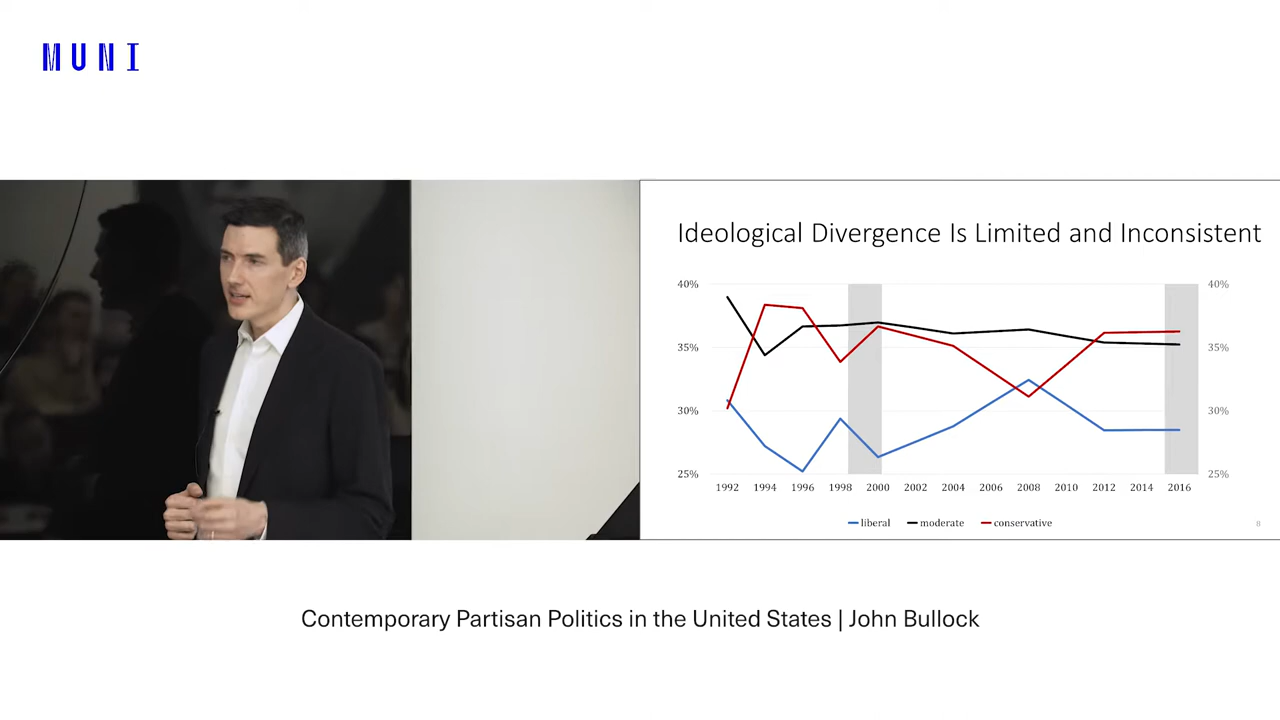 MUNI
Ideological Divergence Is Limited and Inconsistent
40% 40%
35% 35%
30% 30%
25% 25%
1992 1994 1996 1998 2000 2002 2004 2006 2008 2010 2012 2014 2016
liberal moderate conservative
8
Contemporary Partisan Politics in the United States | John Bullock